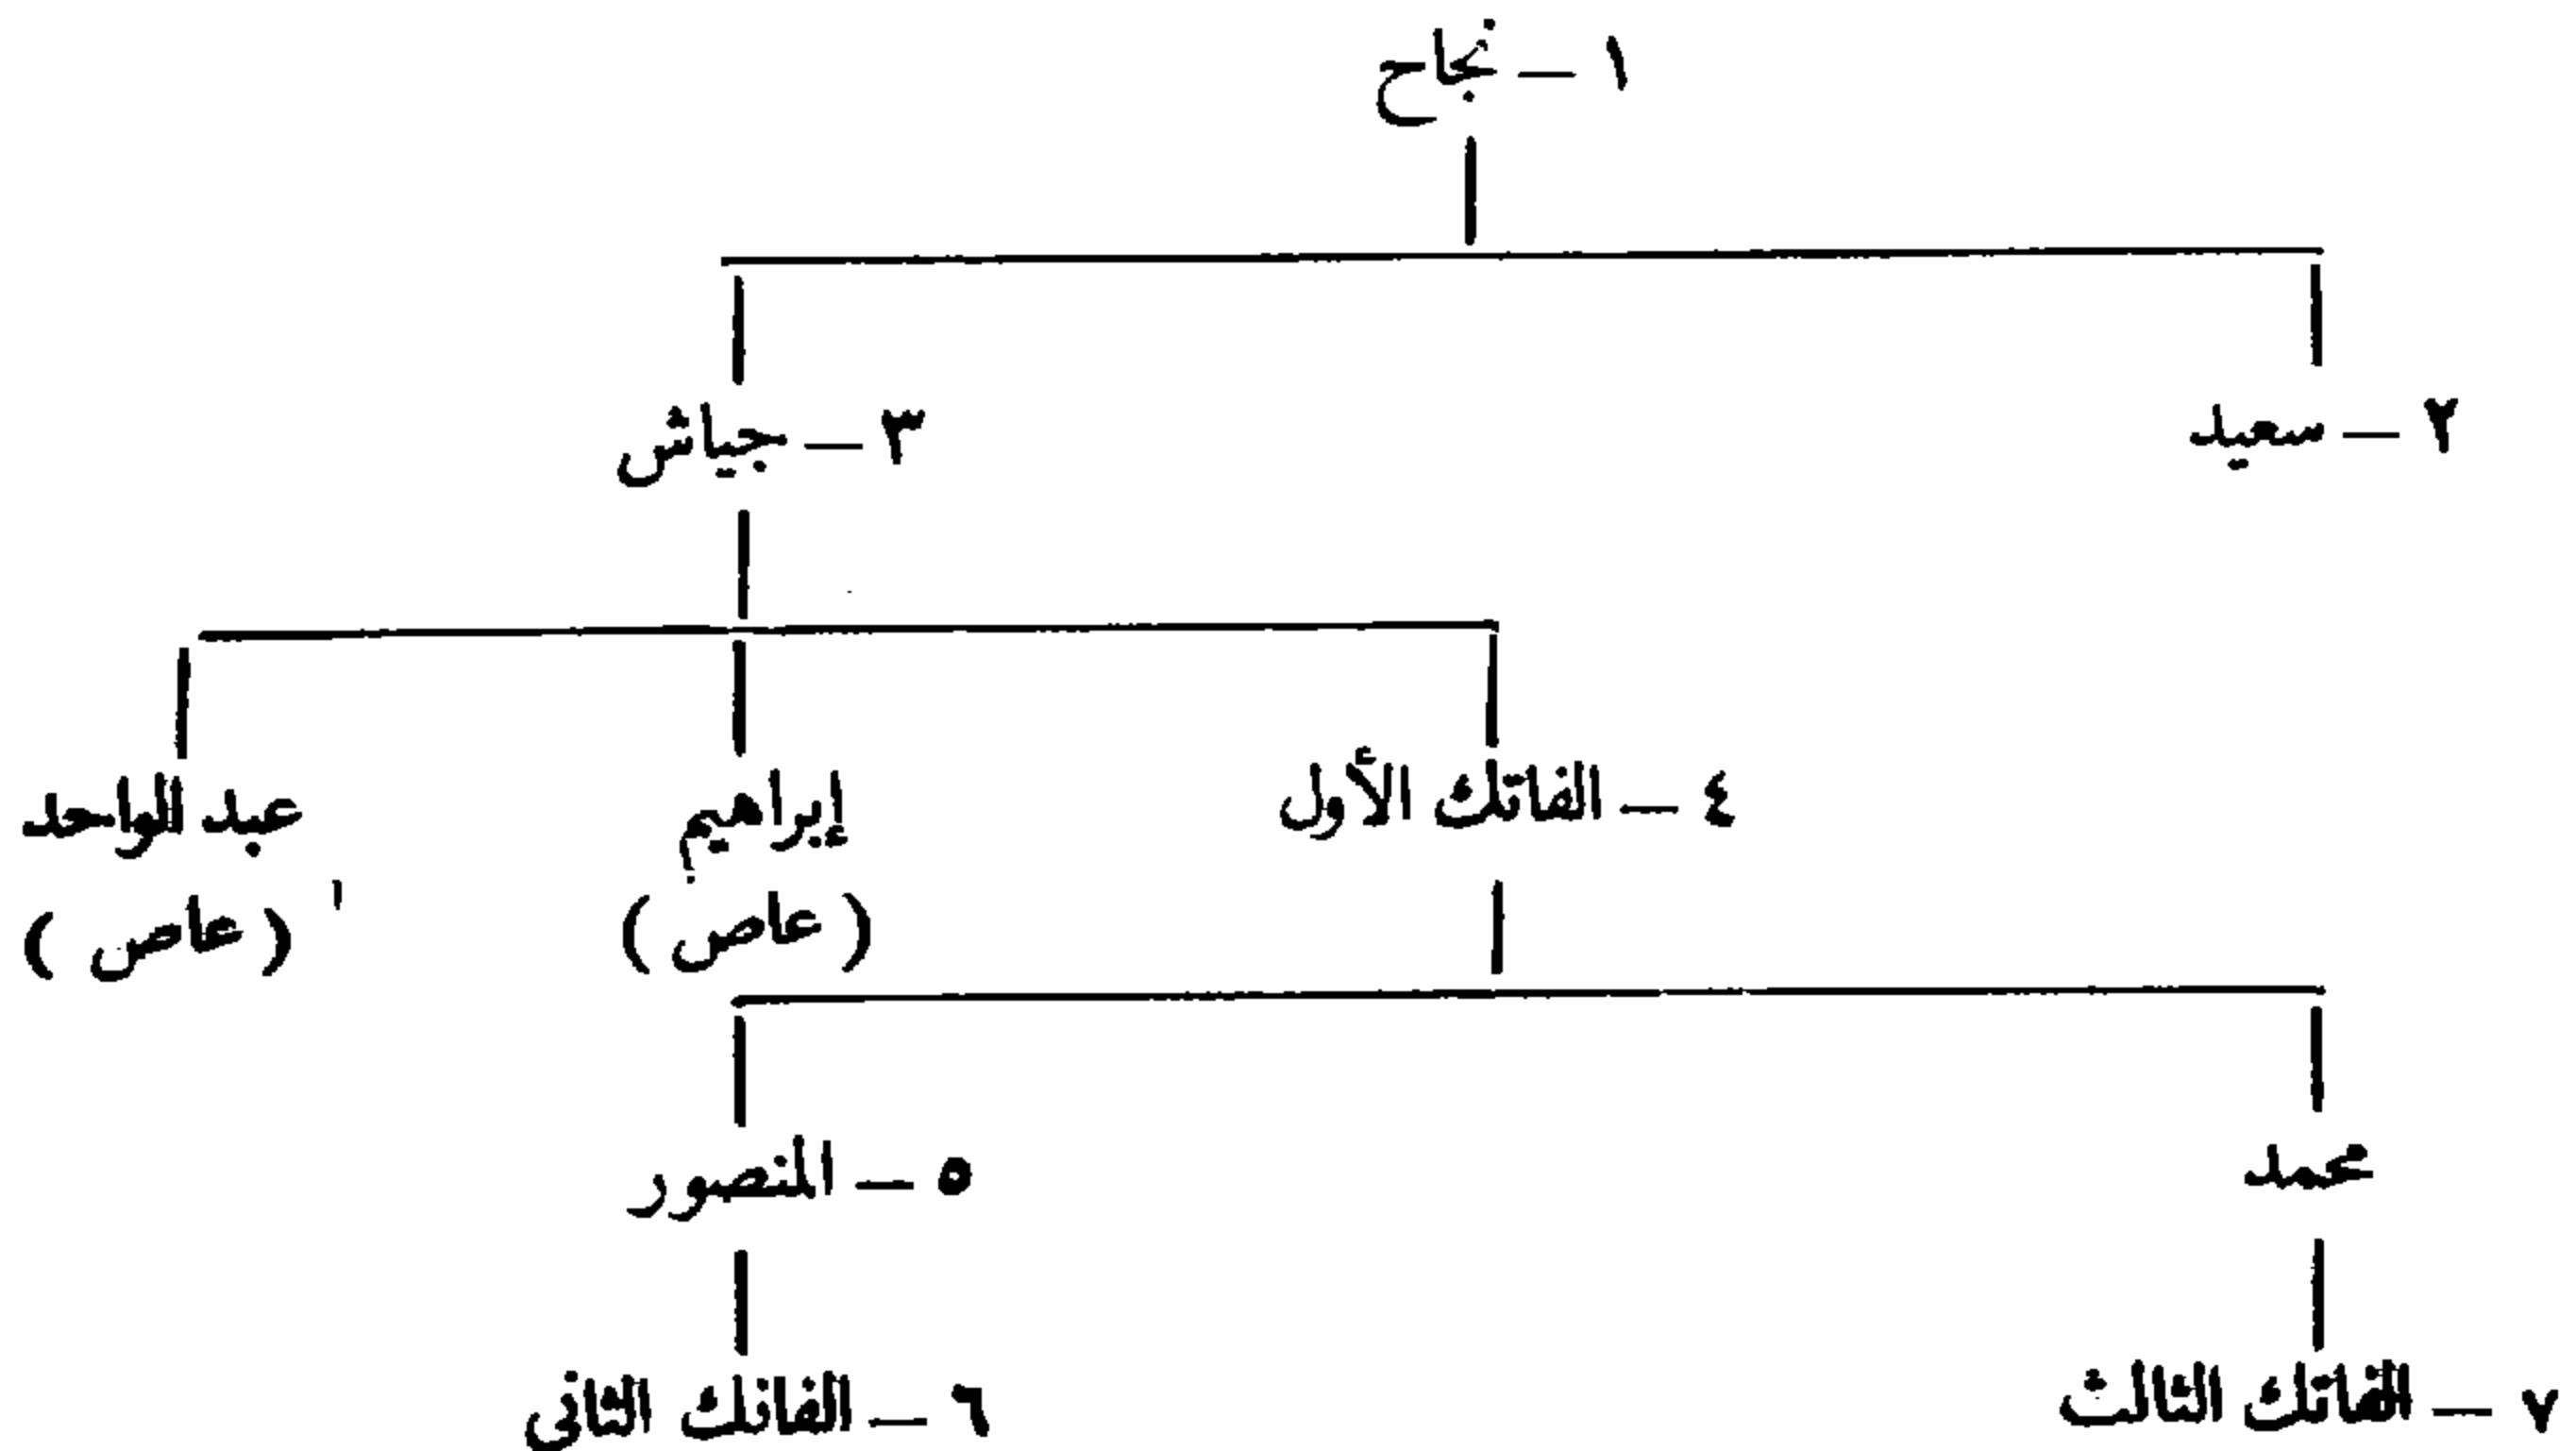 ١ — نجاح
٢ — سعيد
٣ — جياش
٤ — الفاتك الأول
إبراهيم
عبد الواحد
( عاص )
( عاص )
محمد
٥ — المنصور
٧ — الفاتك الثالث
٦ — الفاتك الثانى